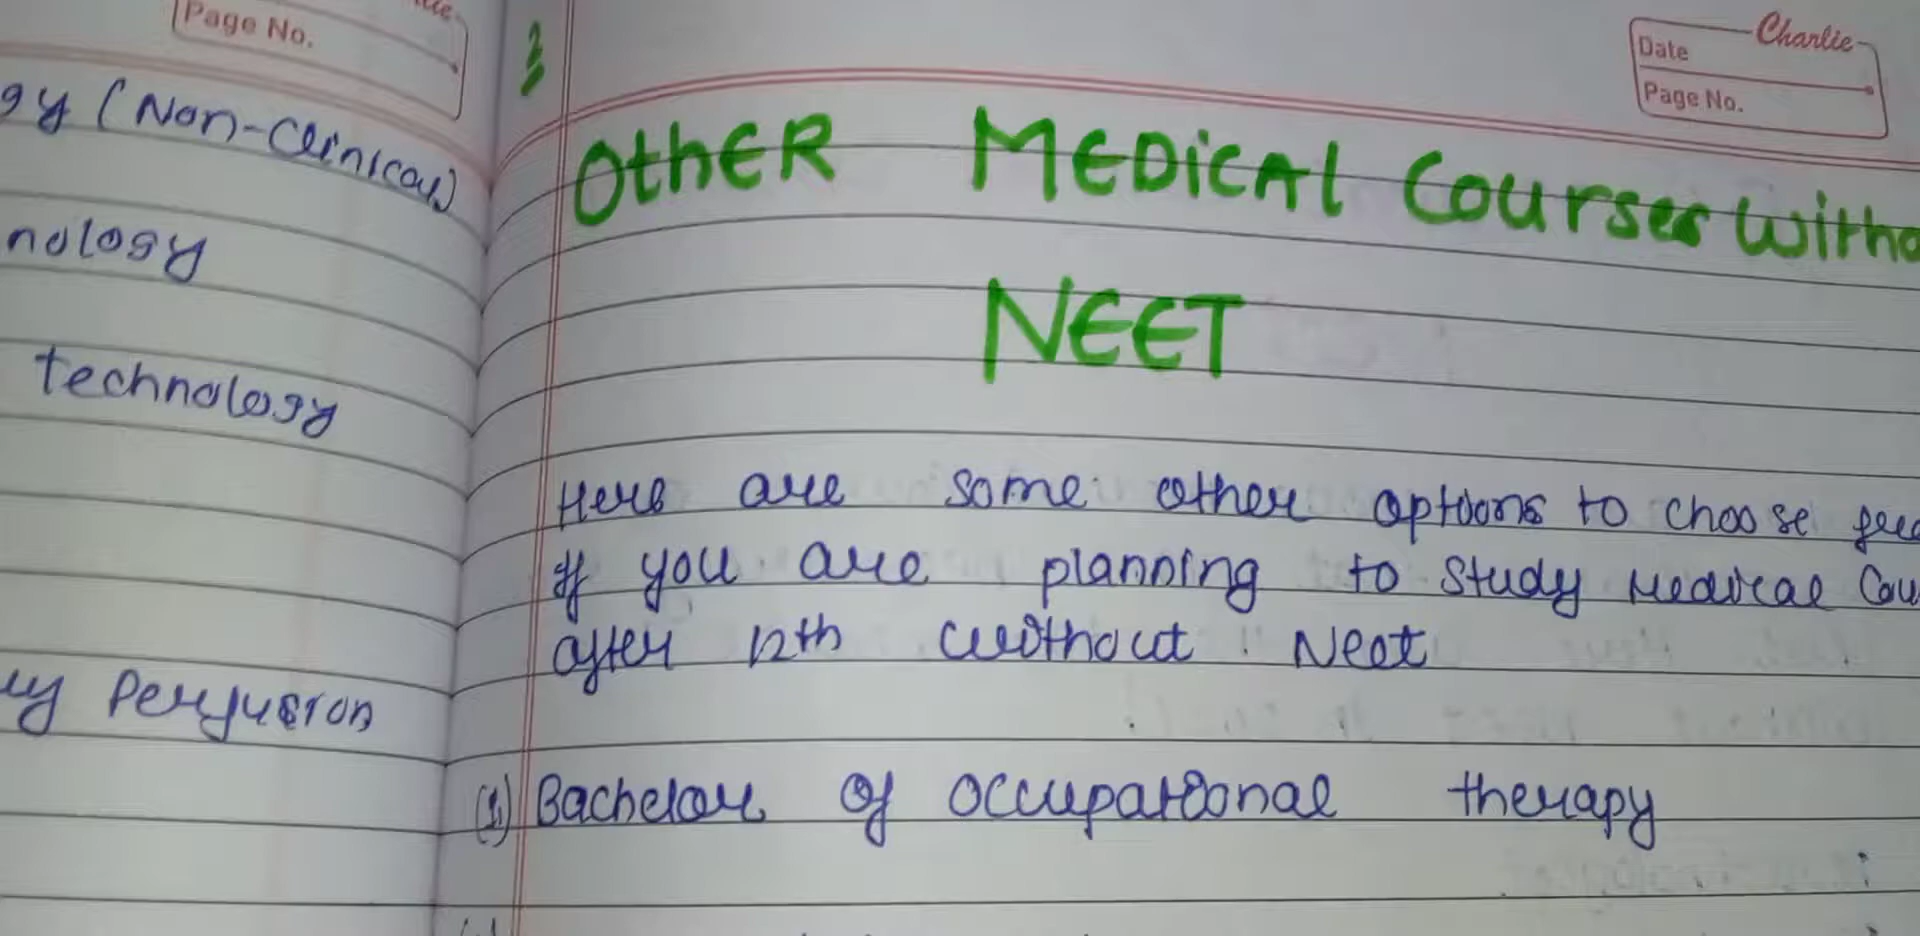 Page No.
gy (Non-Clinical)
nology
technology
Perfusion
3
Charlie
Date
Page No.
OthER MEDiCAl Courses Witho
NEET
Here are some other options to choose
If you are planning to Study Medical Cou
after 12th without Neet
(1) Bachelor of occupational therapy